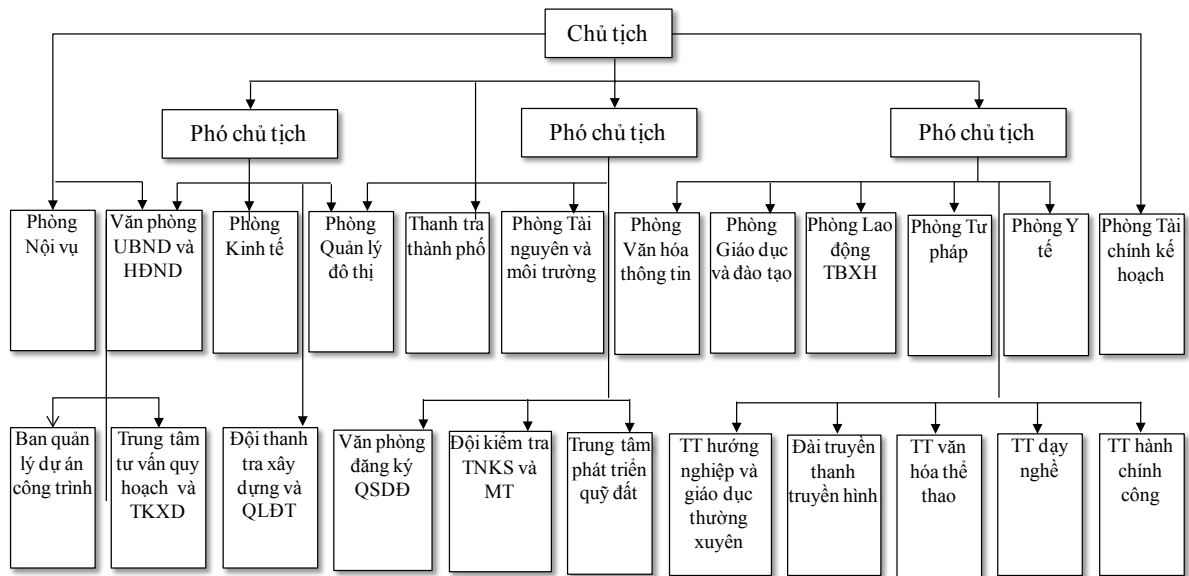 Chủ tịch
Phó chủ tịch
Phó chủ tịch
Phó chủ tịch
Phòng
Nội vụ
Văn phòng
UBND và
HĐND
Phòng
Kinh tế
Phòng
Quản lý
đô thị
Thanh tra
thành phố
Phòng Tài
nguyên và
môi trường
Phòng
Văn hóa
thông tin
Phòng
Giáo dục
và đào tạo
Phòng Lao
động
TBXH
Phòng Tư
pháp
Phòng Y
tế
Phòng Tài
chính kế
hoạch
Ban quản
lý dự án
công trình
Trung tâm
tư vấn quy
hoạch và
TKXD
Đội thanh
tra xây
dựng và
QLĐT
Văn phòng
đăng ký
QSDĐ
Đội kiểm tra
TNKS và
MT
Trung tâm
phát triển
quỹ đất
TT hướng
nghiệp và
giáo dục
thường
xuyên
Đài truyền
thanh
truyền hình
TT văn
hóa thể
thao
TT dạy
nghề
TT hành
chính
công